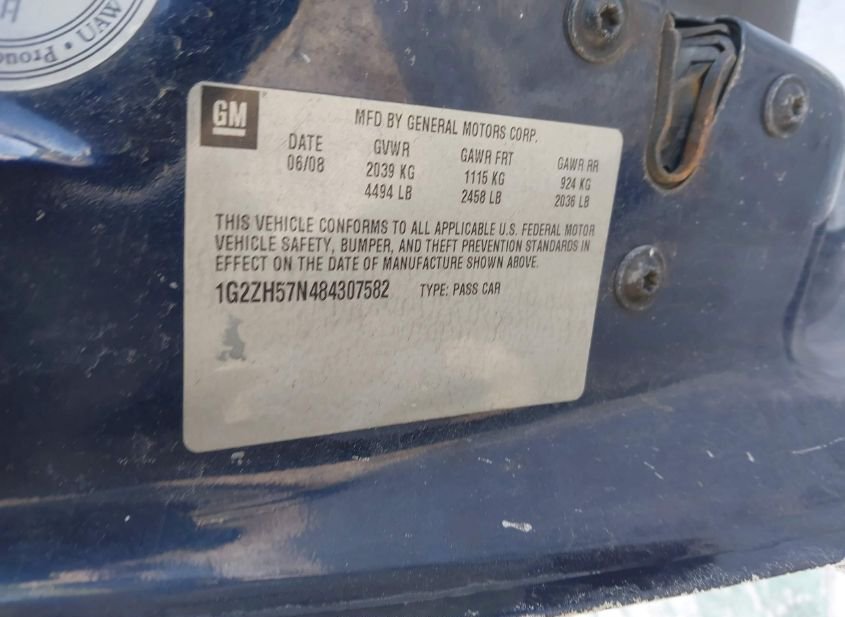 Proud
UAW
GM
MFD BY GENERAL MOTORS CORP.
DATE GVWR GAWR FRT GAWR RR
06/08 2039 KG 1115 KG 924 KG
4494 LB 2458 LB 2036 LB
THIS VEHICLE CONFORMS TO ALL APPLICABLE U.S. FEDERAL MOTOR
VEHICLE SAFETY, BUMPER, AND THEFT PREVENTION STANDARDS IN
EFFECT ON THE DATE OF MANUFACTURE SHOWN ABOVE.
1G2ZH57N484307582 TYPE: PASS CAR